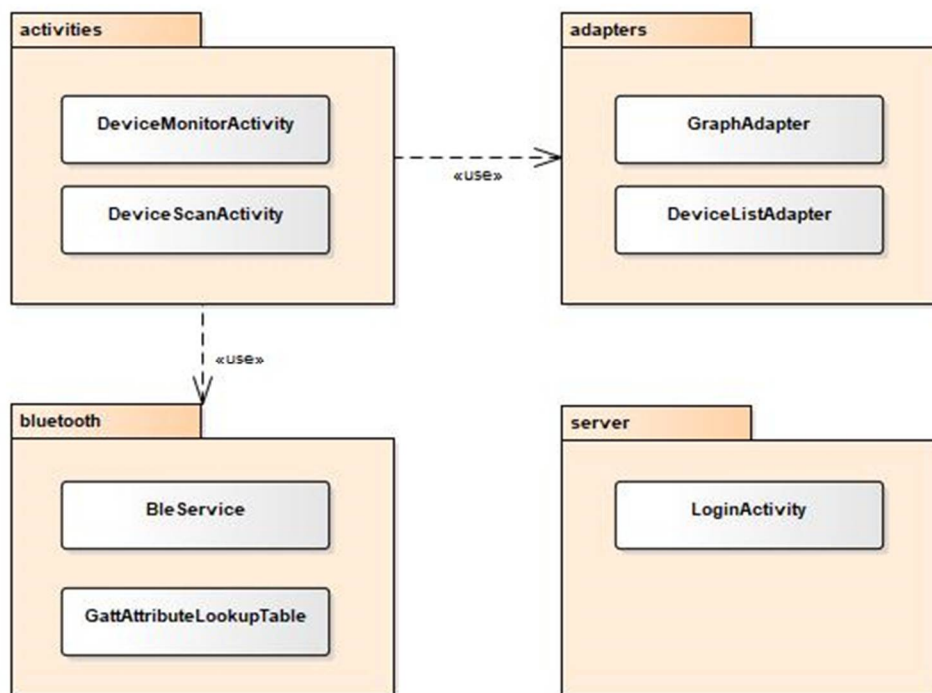 activities
DeviceMonitorActivity
DeviceScanActivity
«use»
adapters
GraphAdapter
DeviceListAdapter
«use»
bluetooth
BleService
GattAttributeLookupTable
server
LoginActivity